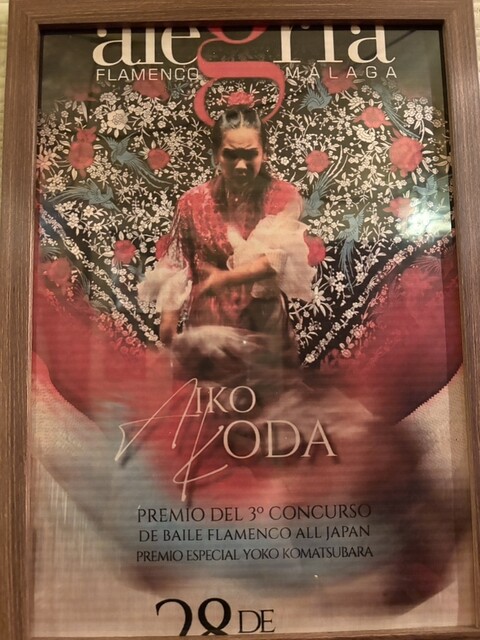 alegría
FLAMENCO MÁLAGA
AIKO
KODA
PREMIO DEL 3º CONCURSO
DE BAILE FLAMENCO ALL JAPAN
PREMIO ESPECIAL YOKO KOMATSUBARA
28 DE